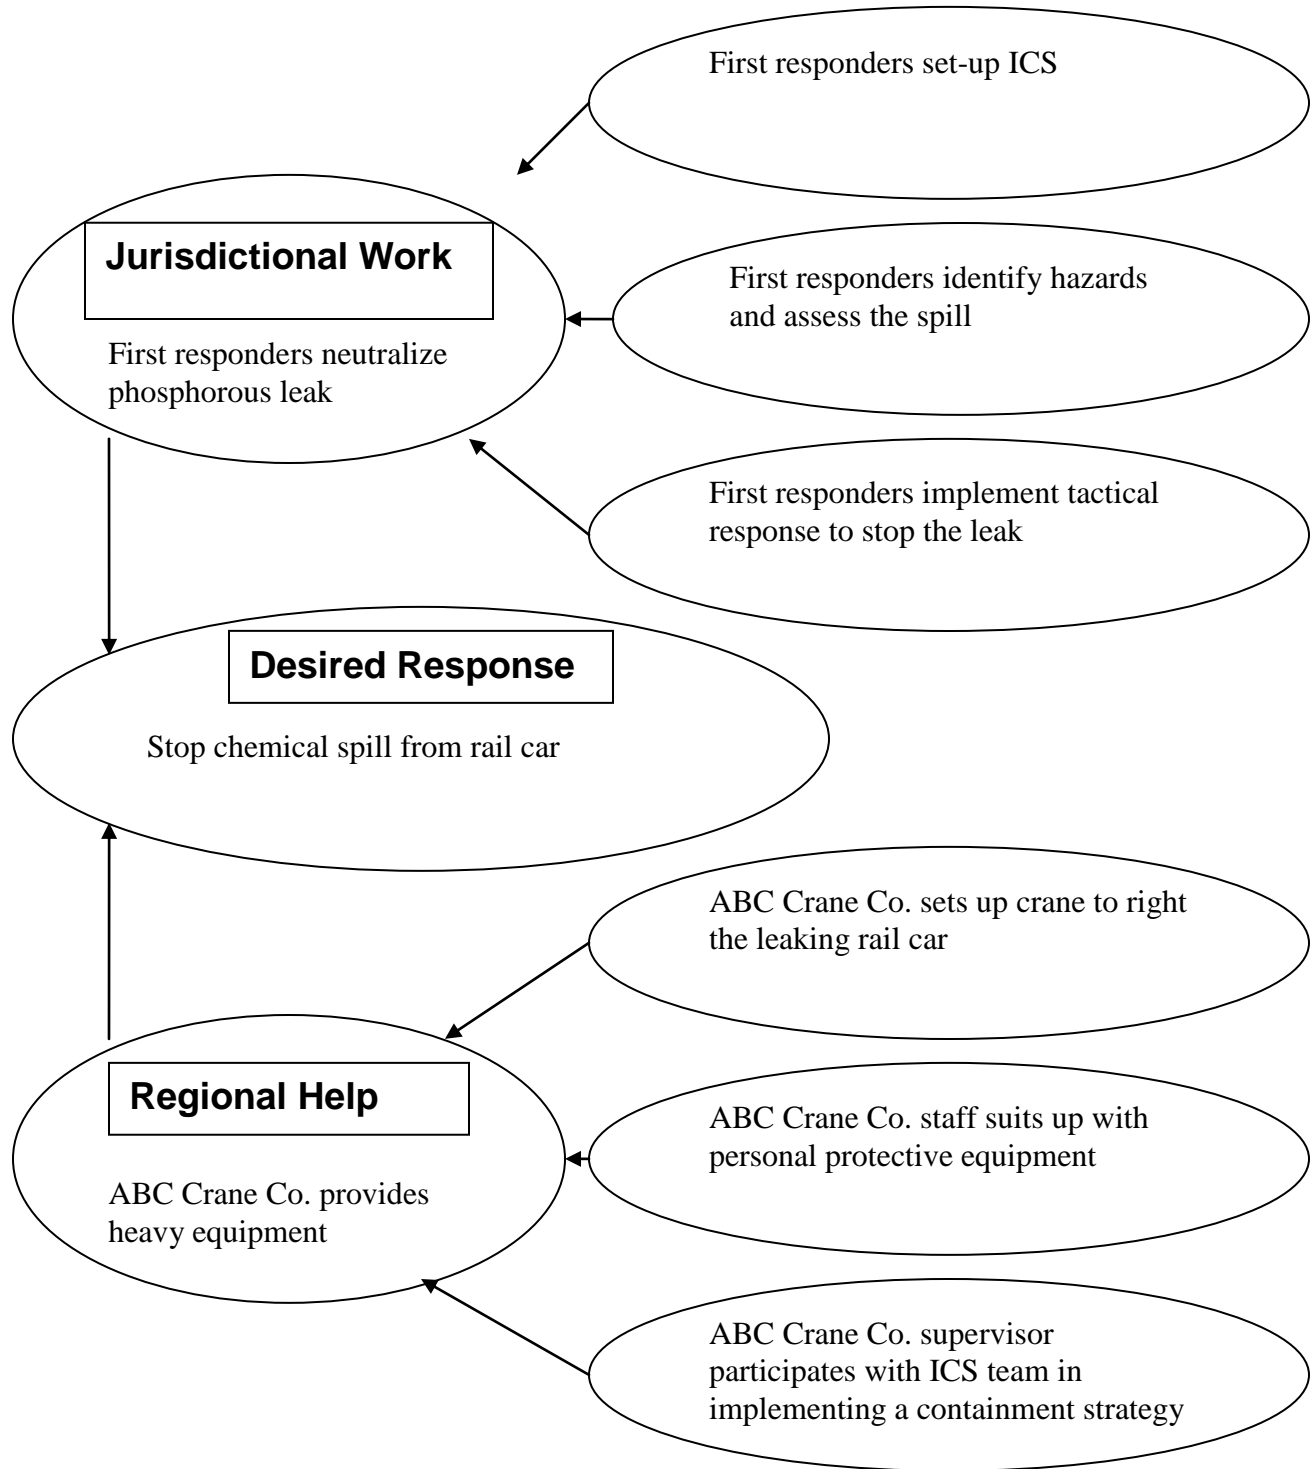 First responders set-up ICS
Jurisdictional Work
First responders neutralize
phosphorous leak
First responders identify hazards
and assess the spill
First responders implement tactical
response to stop the leak
Desired Response
Stop chemical spill from rail car
ABC Crane Co. sets up crane to right
the leaking rail car
Regional Help
ABC Crane Co. provides
heavy equipment
ABC Crane Co. staff suits up with
personal protective equipment
ABC Crane Co. supervisor
participates with ICS team in
implementing a containment strategy